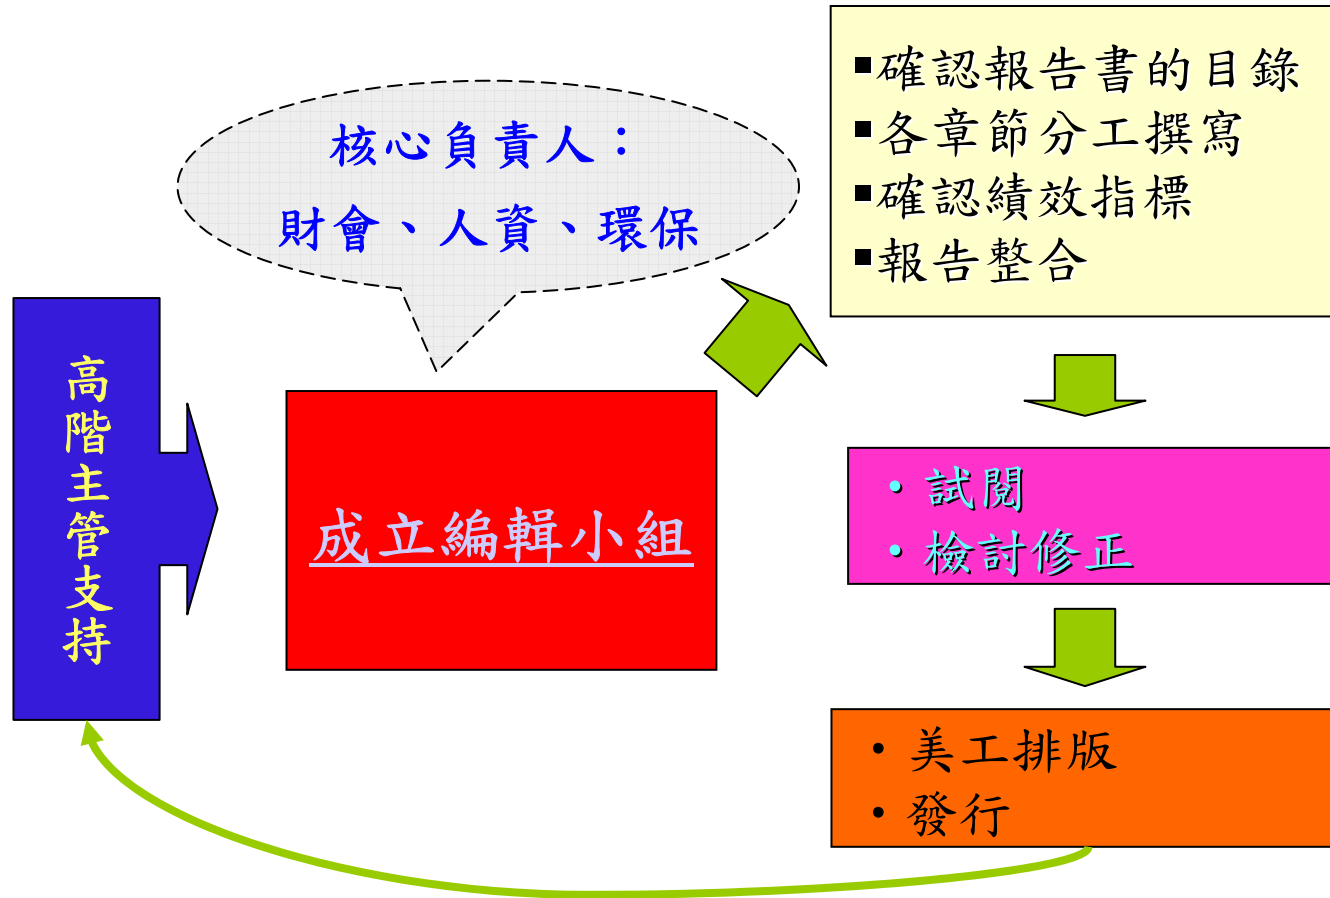 高階主管支持
核心負責人：
財會、人資、環保
成立編輯小組
▪確認報告書的目錄
▪各章節分工撰寫
▪確認績效指標
▪報告整合
• 試閱
• 檢討修正
• 美工排版
• 發行